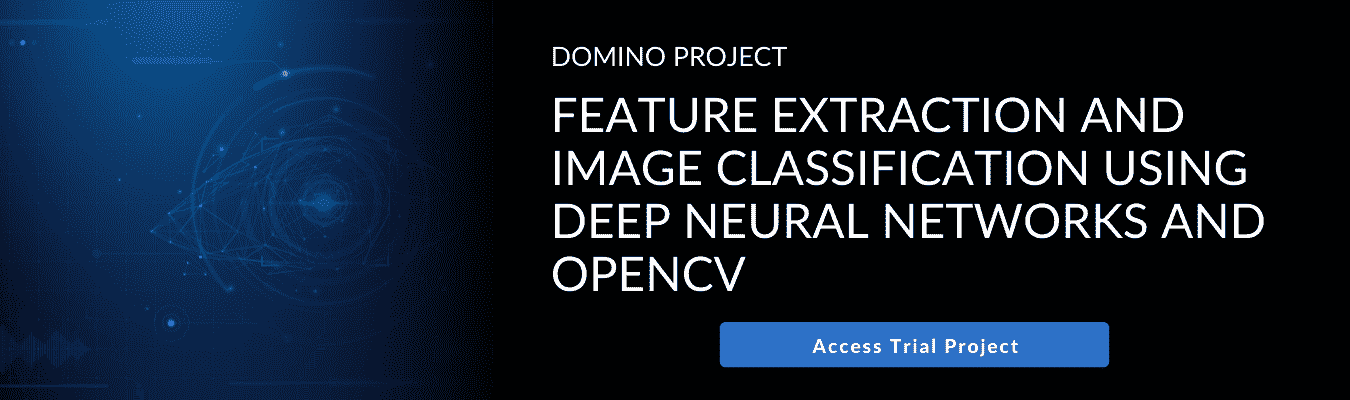 DOMINO PROJECT
FEATURE EXTRACTION AND
IMAGE CLASSIFICATION USING
DEEP NEURAL NETWORKS AND
OPENCV
Access Trial Project